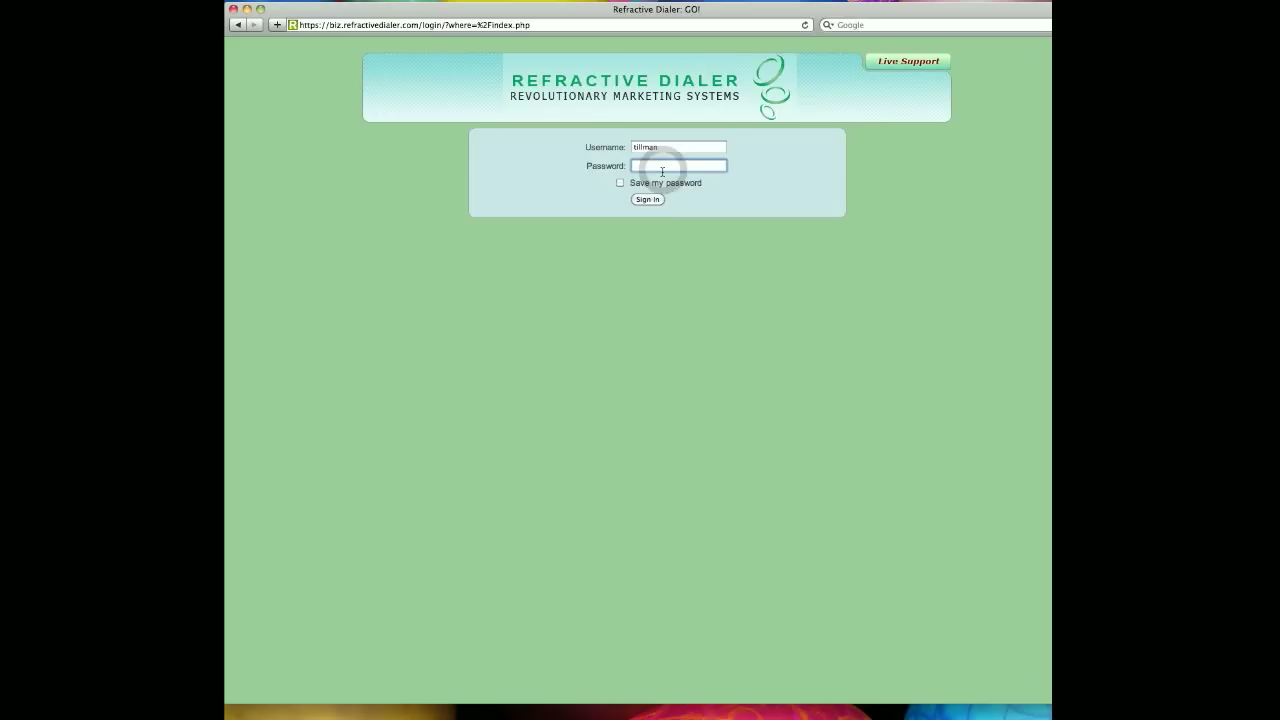 Refractive Dialer: GO!
https://biz.refractivedialer.com/login/?where=%2Findex.php
Google
Live Support
REFRACTIVE DIALER
REVOLUTIONARY MARKETING SYSTEMS
Username: tillman
Password:
Save my password
Sign In